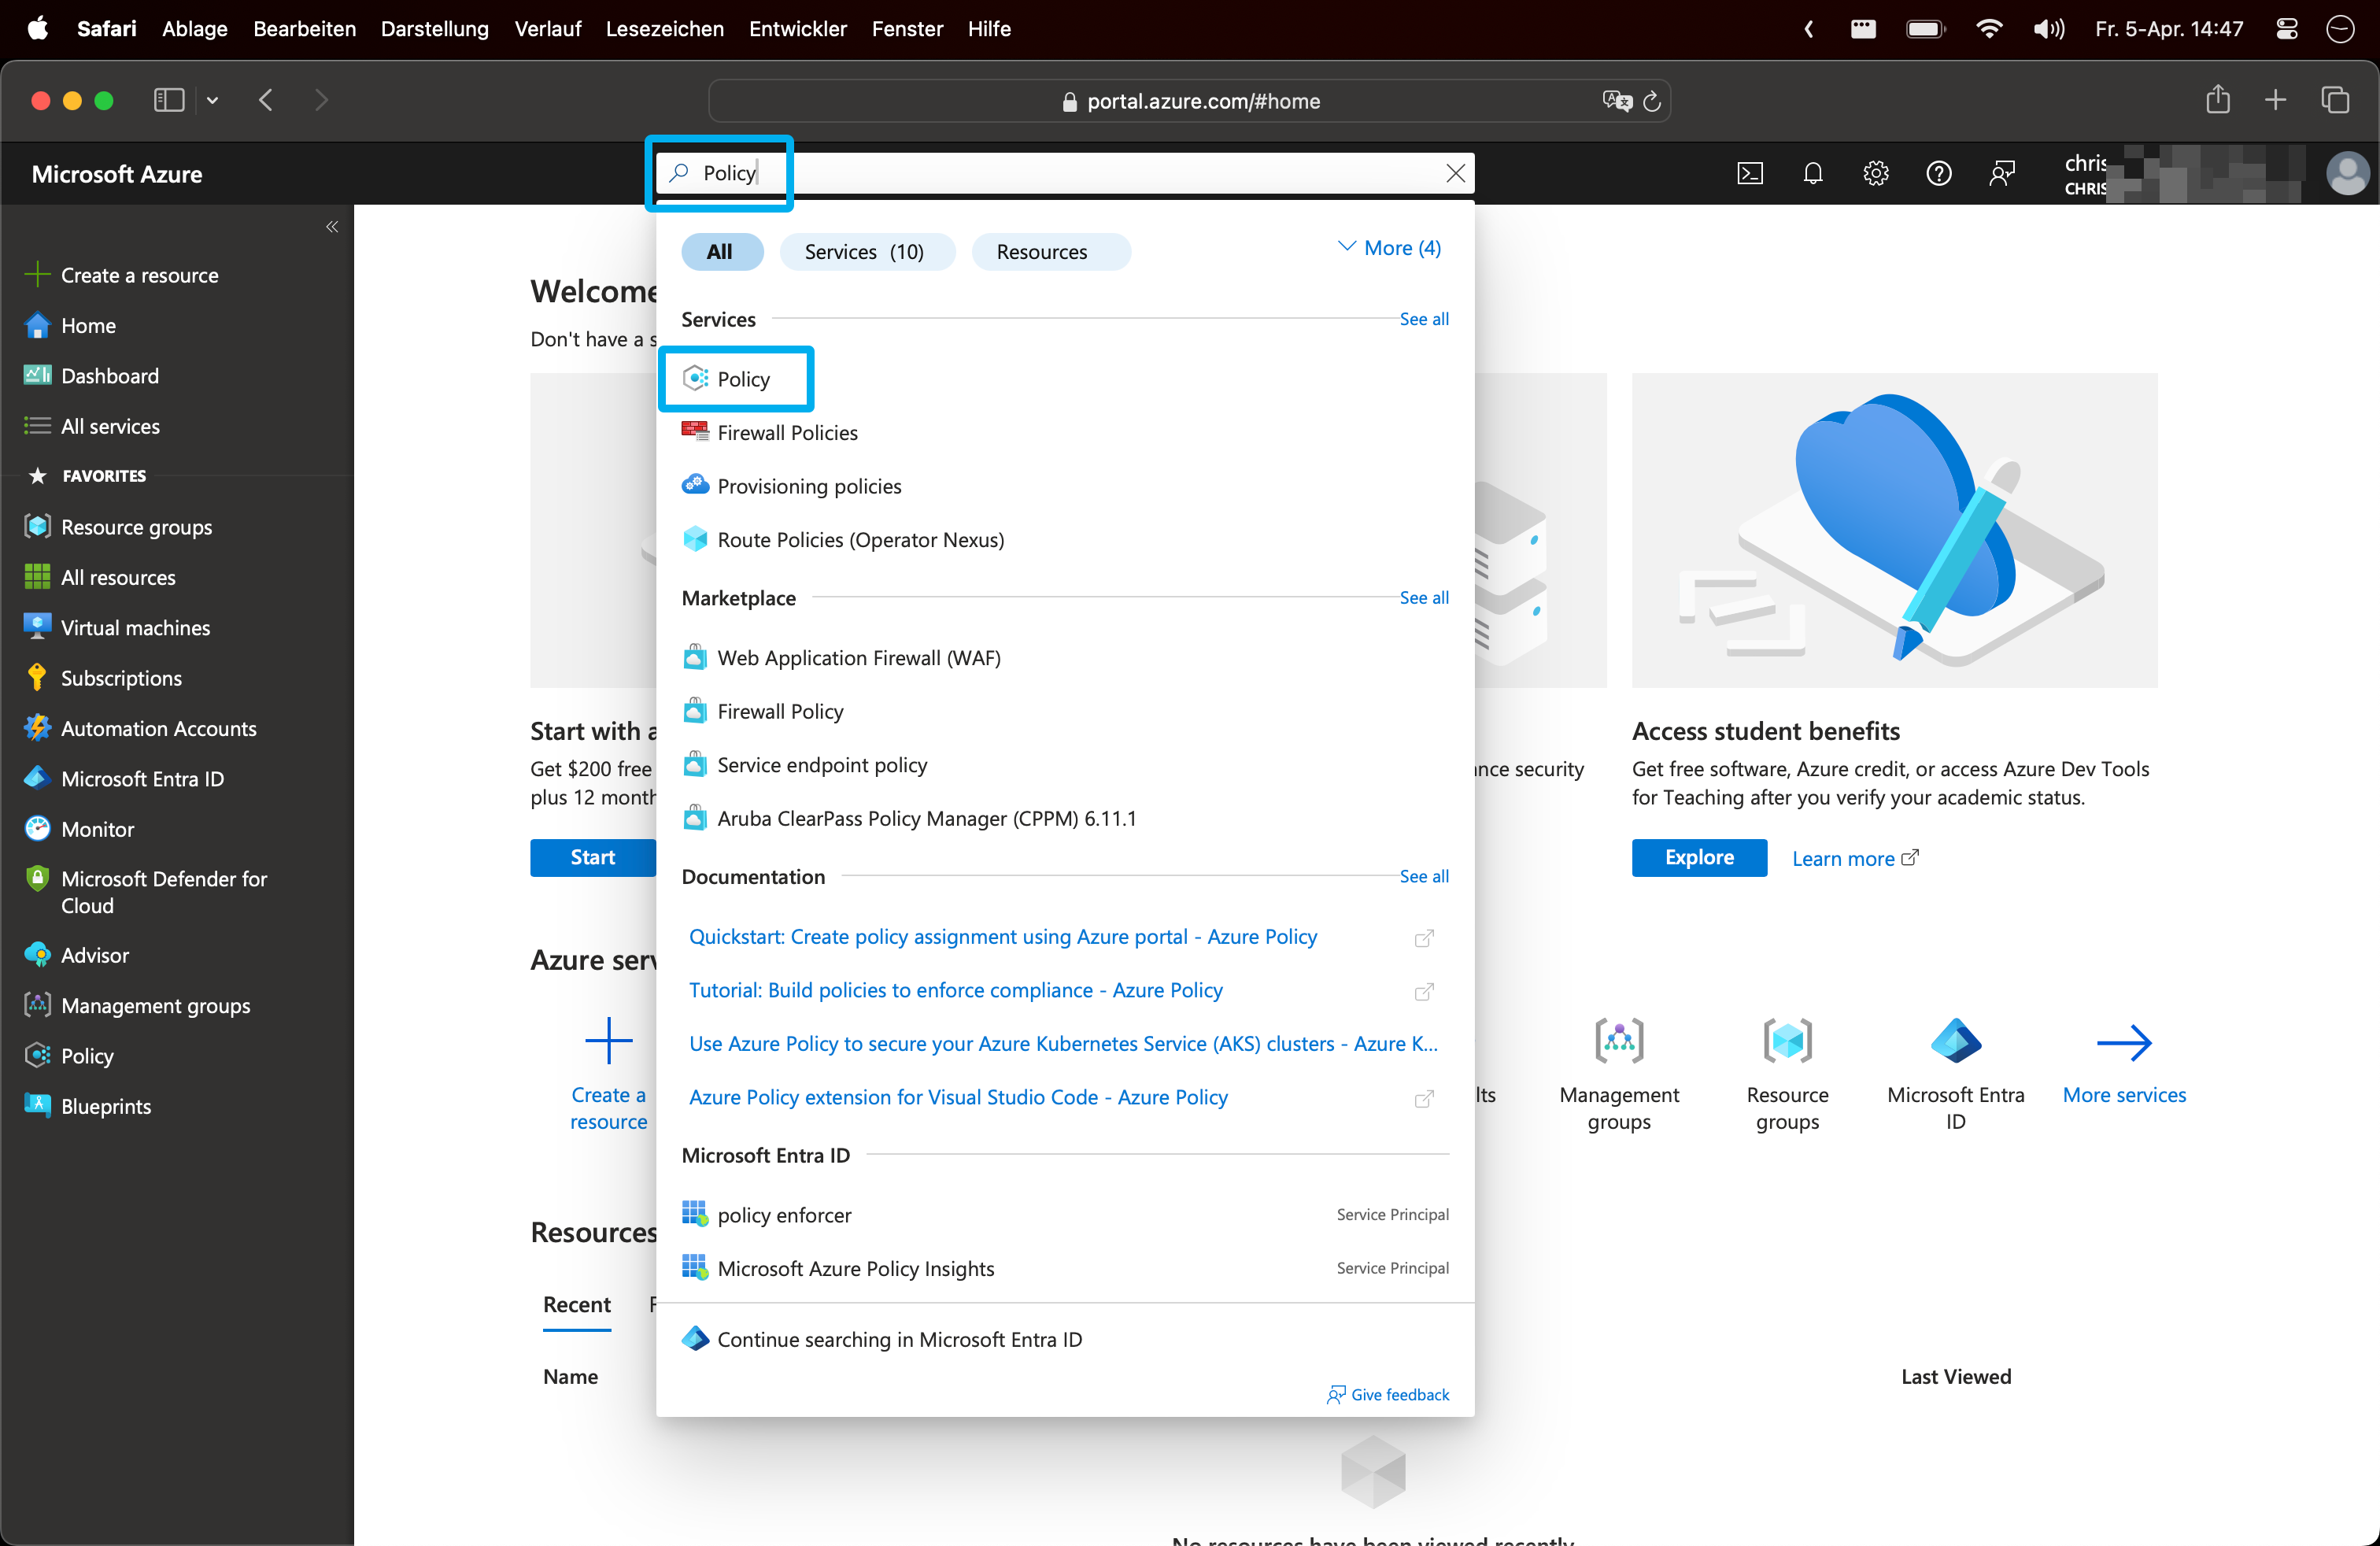 Safari Ablage Bearbeiten Darstellung Verlauf Lesezeichen Entwickler Fenster Hilfe
Fr. 5-Apr. 14:47
portal.azure.com/#home
Microsoft Azure
Policy
chris
CHRIS
Create a resource
Home
Dashboard
All services
FAVORITES
Resource groups
All resources
Virtual machines
Subscriptions
Automation Accounts
Microsoft Entra ID
Monitor
Microsoft Defender for
Cloud
Advisor
Management groups
Policy
Blueprints
All
Services (10)
Resources
More (4)
Services
See all
Policy
Firewall Policies
Provisioning policies
Route Policies (Operator Nexus)
Marketplace
See all
Web Application Firewall (WAF)
Firewall Policy
Service endpoint policy
Aruba ClearPass Policy Manager (CPPM) 6.11.1
Documentation
See all
Quickstart: Create policy assignment using Azure portal - Azure Policy
Tutorial: Build policies to enforce compliance - Azure Policy
Use Azure Policy to secure your Azure Kubernetes Service (AKS) clusters - Azure K...
Azure Policy extension for Visual Studio Code - Azure Policy
Microsoft Entra ID
policy enforcer
Service Principal
Microsoft Azure Policy Insights
Service Principal
Continue searching in Microsoft Entra ID
Give feedback
Welcome
Don't have a s
Start with a
Get $200 free
plus 12 month
Start
nce security
Access student benefits
Get free software, Azure credit, or access Azure Dev Tools
for Teaching after you verify your academic status.
Explore
Learn more
Azure serv
Create a
resource
lts
Management
groups
Resource
groups
Microsoft Entra
ID
More services
Resources
Recent
Name
Last Viewed
No resources have been viewed recently